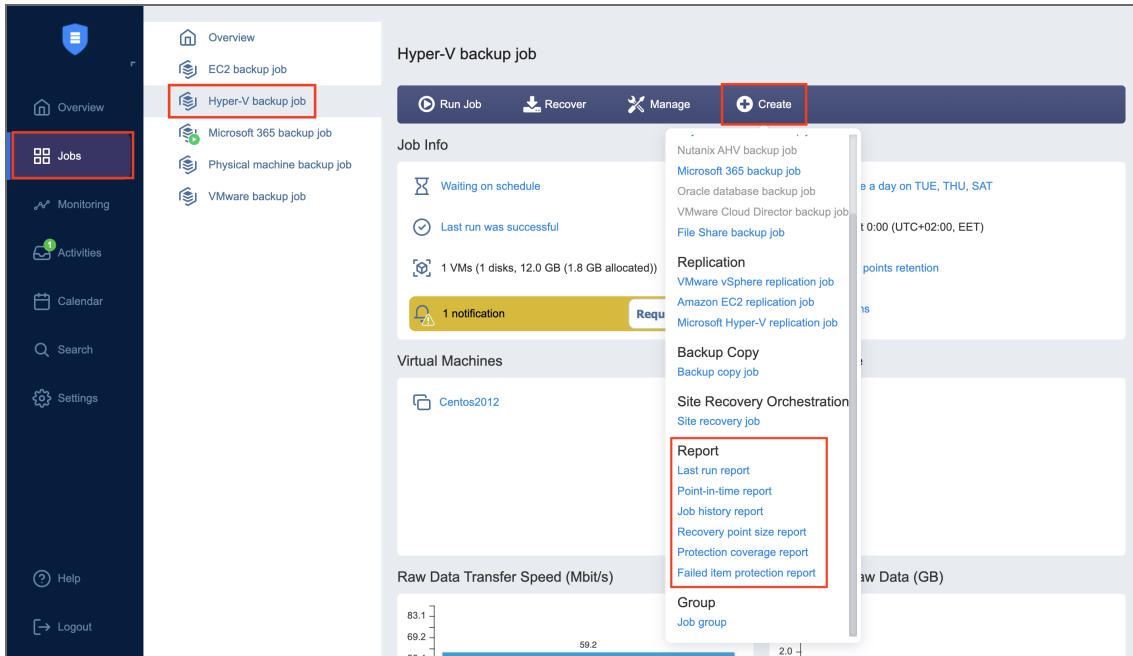 Overview
Jobs
Monitoring
1
Activities
Calendar
Search
Settings
Help
Logout
Overview
EC2 backup job
Hyper-V backup job
Microsoft 365 backup job
Physical machine backup job
VMware backup job
Hyper-V backup job
Run Job
Recover
Manage
Create
Job Info
Waiting on schedule
Last run was successful
1 VMs (1 disks, 12.0 GB (1.8 GB allocated))
1 notification
Requ
e a day on TUE, THU, SAT
t 0:00 (UTC+02:00, EET)
points retention
ns
Nutanix AHV backup job
Microsoft 365 backup job
Oracle database backup job
VMware Cloud Director backup job
File Share backup job
Replication
VMware vSphere replication job
Amazon EC2 replication job
Microsoft Hyper-V replication job
Backup Copy
Backup copy job
Site Recovery Orchestration
Site recovery job
Report
Last run report
Point-in-time report
Job history report
Recovery point size report
Protection coverage report
Failed item protection report
Group
Job group
Virtual Machines
Centos2012
Raw Data Transfer Speed (Mbit/s)
83.1
69.2
59.2
aw Data (GB)
2.0